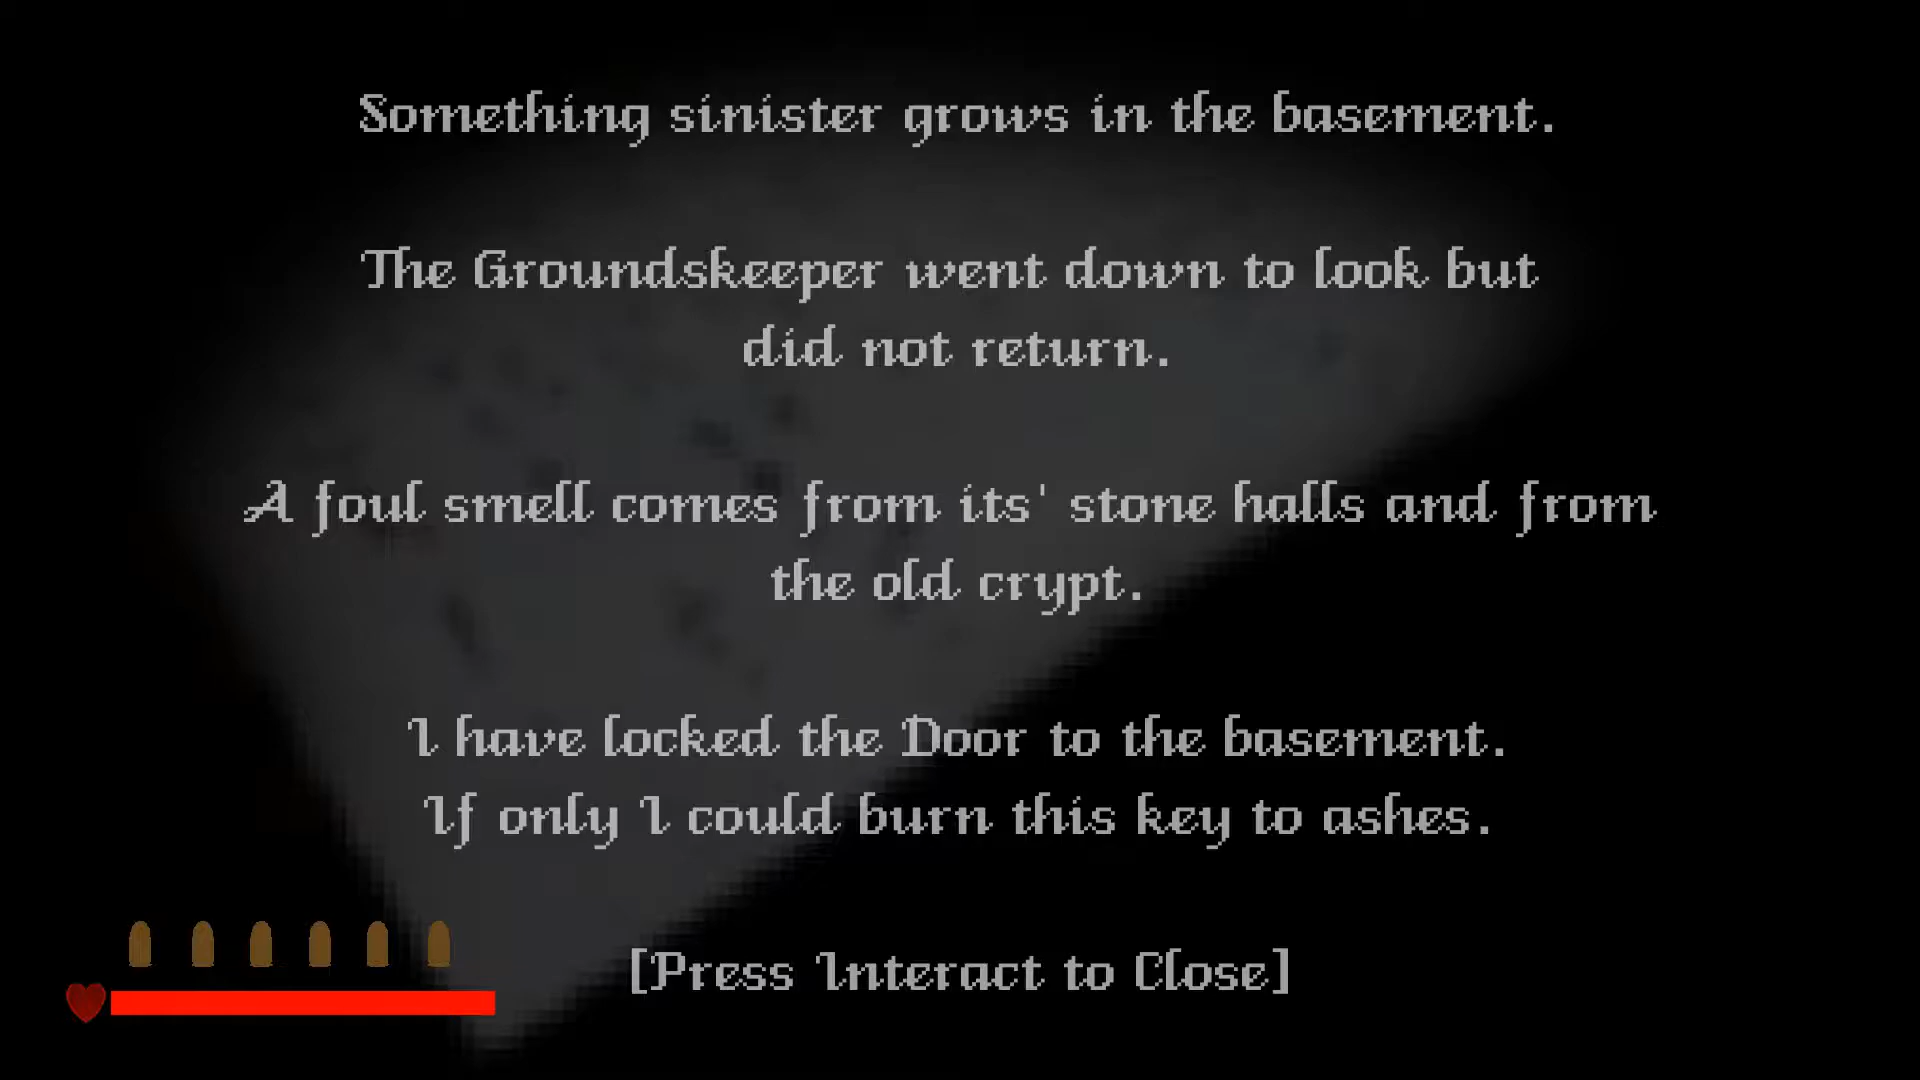 Something sinister grows in the basement.
The Groundskeeper went down to look but
did not return.
A foul smell comes from its' stone halls and from
the old crypt.
I have locked the Door to the basement.
If only I could burn this key to ashes.
[Press Interact to Close]